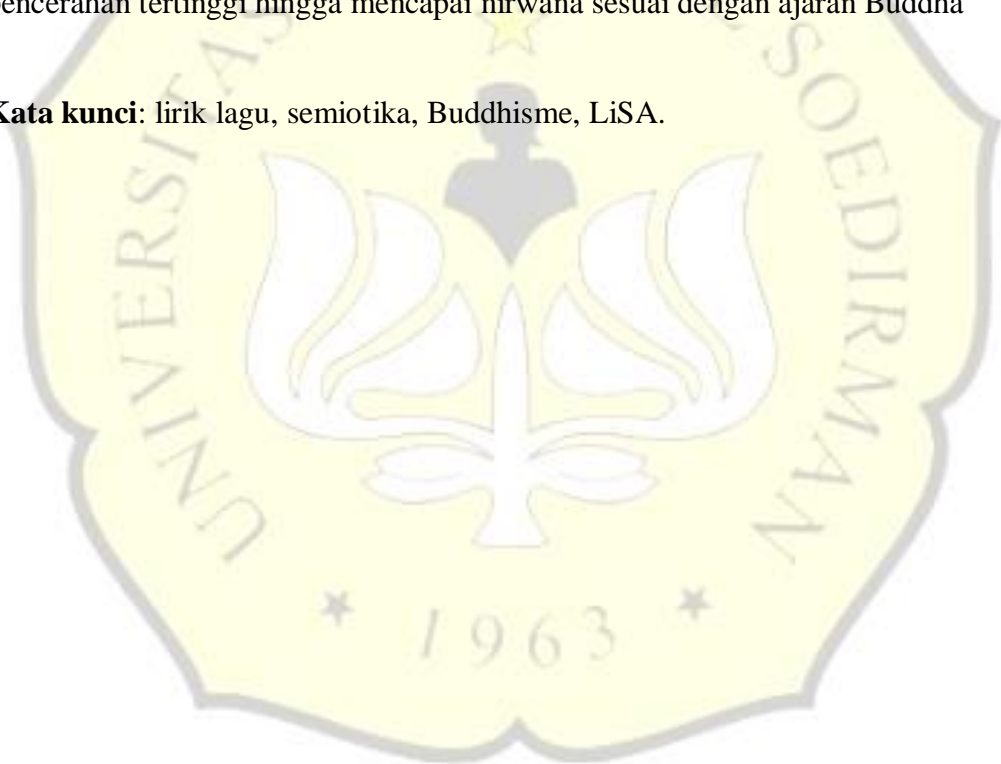 pencerahan tertinggi hingga mencapai nirwana sesuai dengan ajaran Buddha
Kata kunci: lirik lagu, semiotika, Buddhisme, LiSA.
UNIVERSITAS SOEDIRMAN
1963